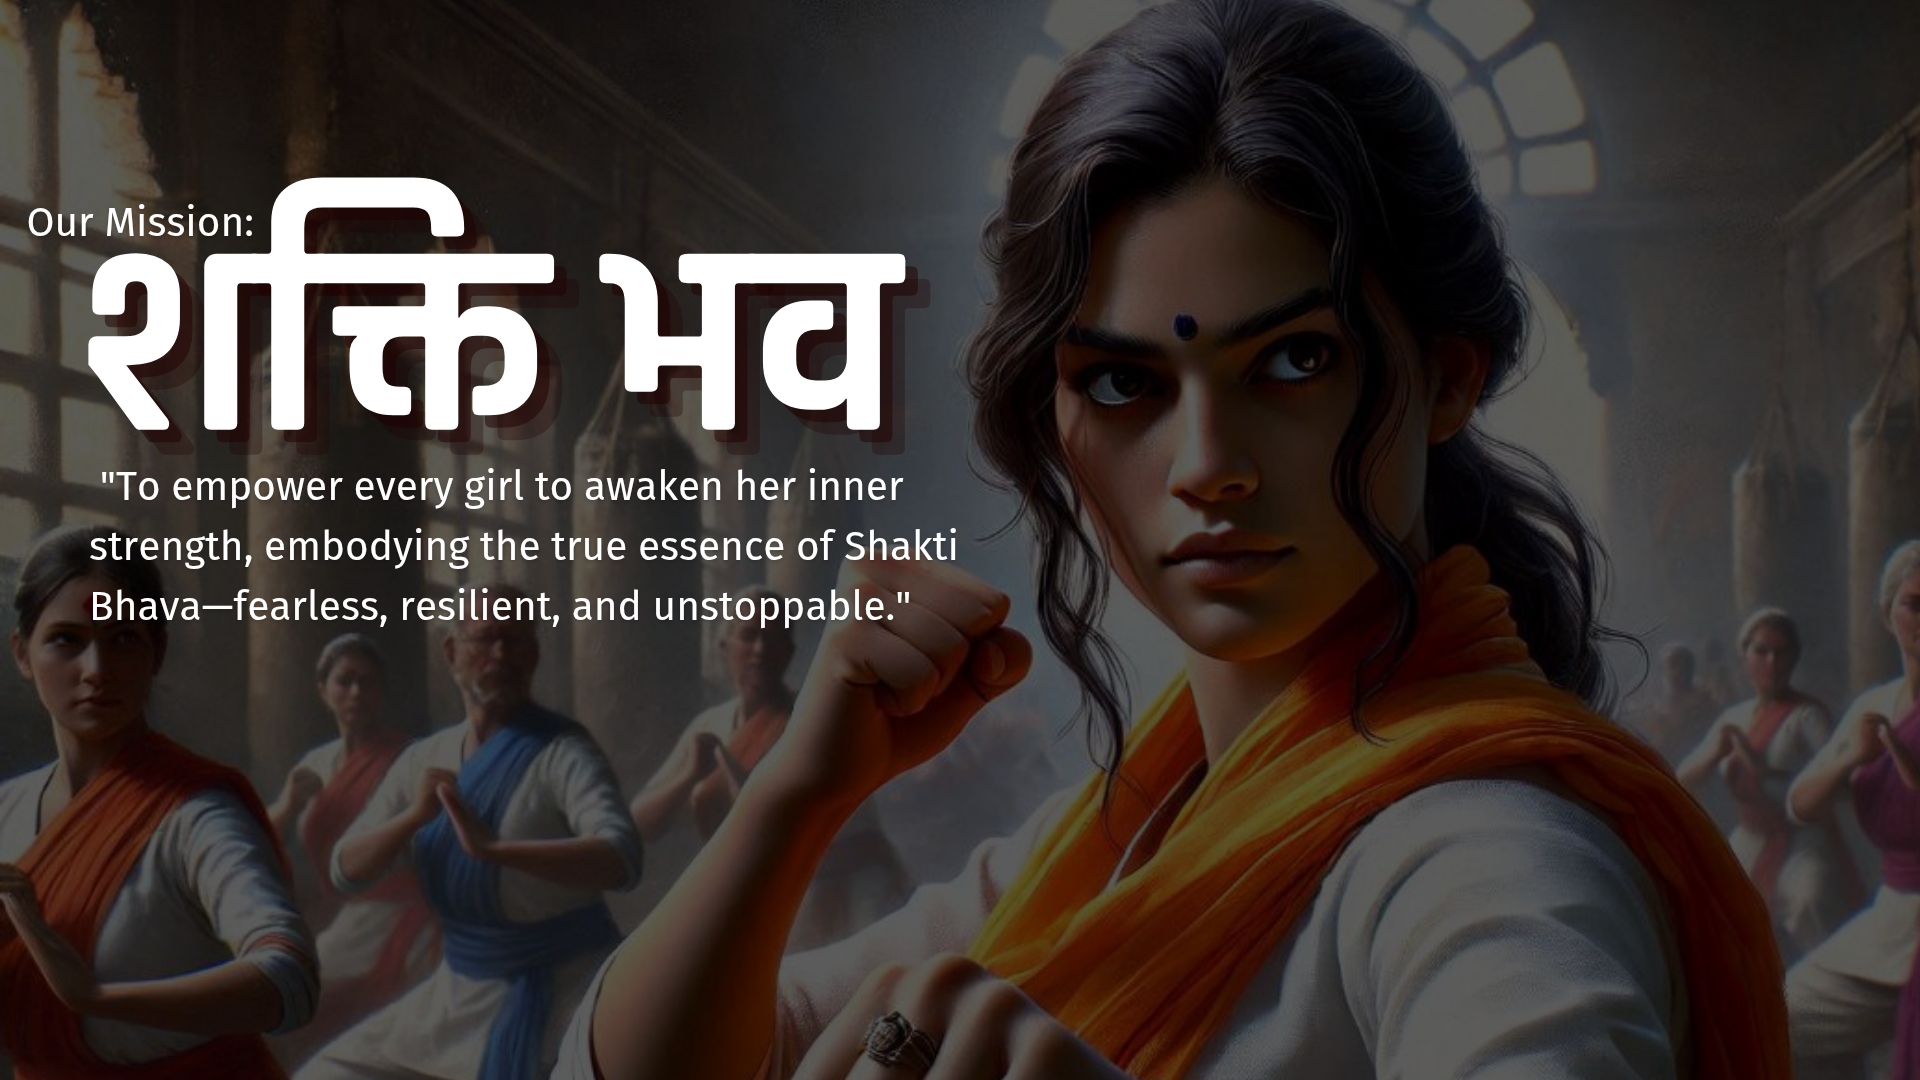 Our Mission:
शक्ति भव
"To empower every girl to awaken her inner
strength, embodying the true essence of Shakti
Bhava—fearless, resilient, and unstoppable."